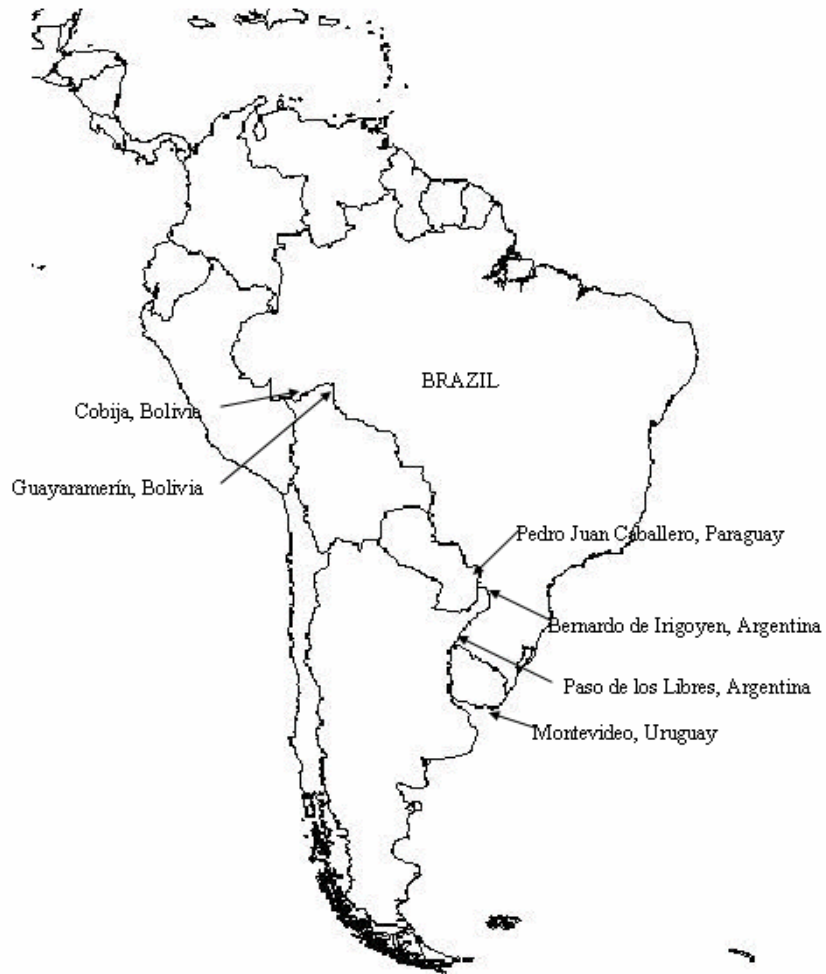 BRAZIL
Cobija, Bolivia
Guayaramerín, Bolivia
Pedro Juan Caballero, Paraguay
Bernardo de Irigoyen, Argentina
Paso de los Libres, Argentina
Montevideo, Uruguay